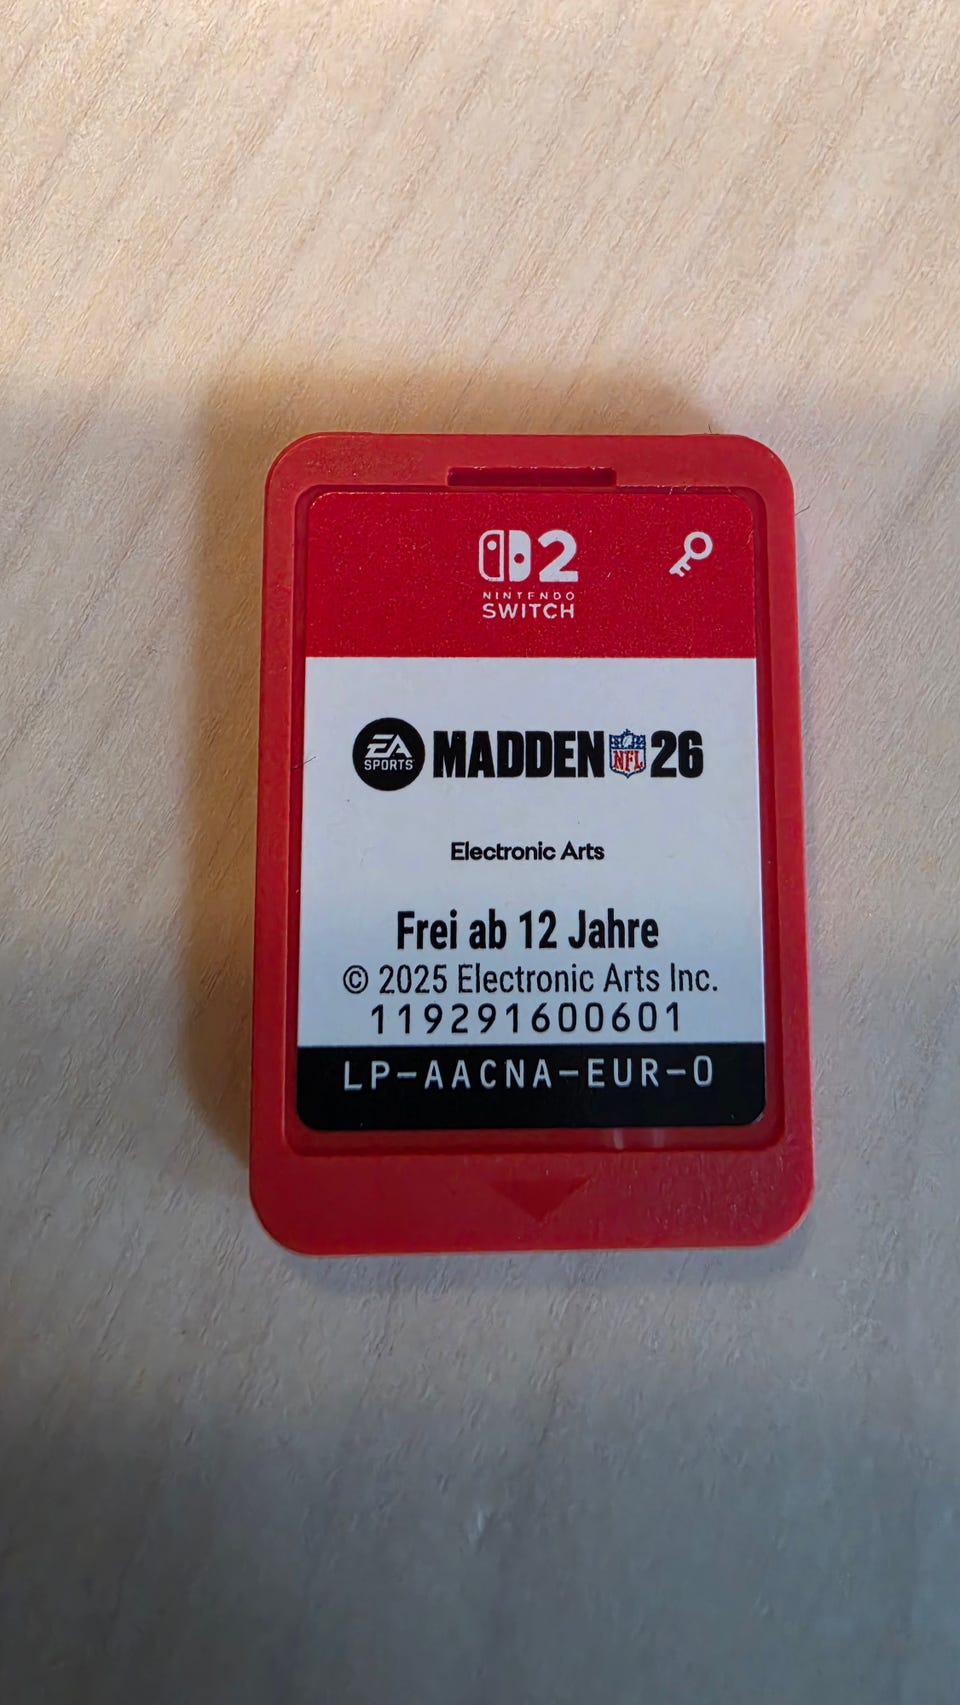 2
NINTENDO
SWITCH
EA SPORTS MADDEN NFL 26
Electronic Arts
Frei ab 12 Jahre
© 2025 Electronic Arts Inc.
119291600601
LP-AACNA-EUR-0